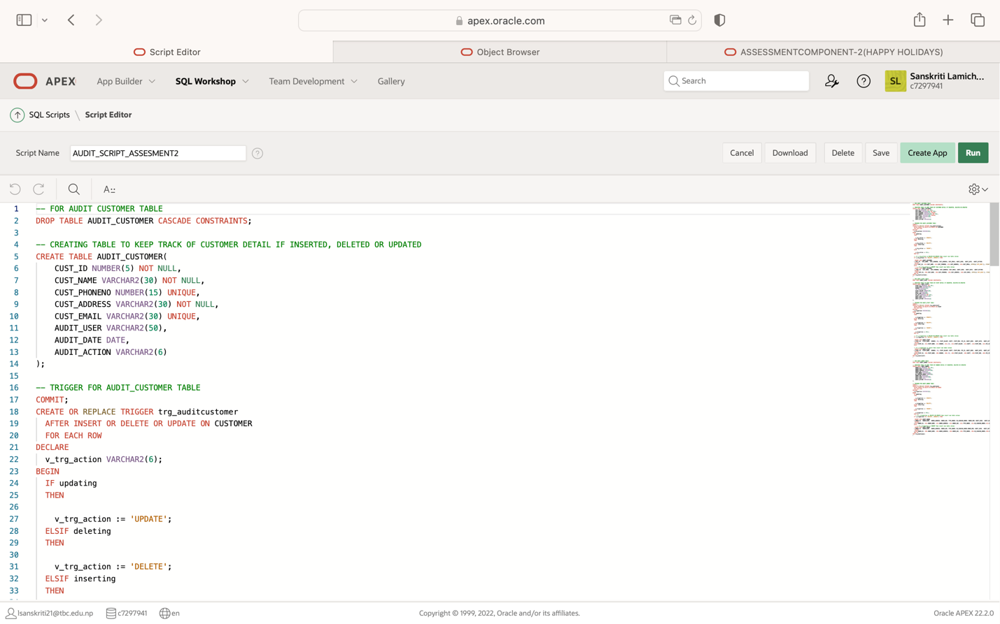 apex.oracle.com
Script Editor
Object Browser
ASSESSMENTCOMPONENT-2(HAPPY HOLIDAYS)
APEX
App Builder
SQL Workshop
Team Development
Gallery
Search
SL
Sanskriti Lamich...
c7297941
SQL Scripts
Script Editor
Script Name
AUDIT_SCRIPT_ASSESMENT2
?
Cancel
Download
Delete
Save
Create App
Run
1 -- FOR AUDIT CUSTOMER TABLE
2 DROP TABLE AUDIT_CUSTOMER CASCADE CONSTRAINTS;
3
4 -- CREATING TABLE TO KEEP TRACK OF CUSTOMER DETAIL IF INSERTED, DELETED OR UPDATED
5 CREATE TABLE AUDIT_CUSTOMER(
6 CUST_ID NUMBER(5) NOT NULL,
7 CUST_NAME VARCHAR2(30) NOT NULL,
8 CUST_PHONENO NUMBER(15) UNIQUE,
9 CUST_ADDRESS VARCHAR2(30) NOT NULL,
10 CUST_EMAIL VARCHAR2(30) UNIQUE,
11 AUDIT_USER VARCHAR2(50),
12 AUDIT_DATE DATE,
13 AUDIT_ACTION VARCHAR2(6)
14 );
15
16 -- TRIGGER FOR AUDIT_CUSTOMER TABLE
17 COMMIT;
18 CREATE OR REPLACE TRIGGER trg_auditcustomer
19 AFTER INSERT OR DELETE OR UPDATE ON CUSTOMER
20 FOR EACH ROW
21 DECLARE
22 v_trg_action VARCHAR2(6);
23 BEGIN
24 IF updating
25 THEN
26
27 v_trg_action := 'UPDATE';
28 ELSIF deleting
29 THEN
30
31 v_trg_action := 'DELETE';
32 ELSIF inserting
33 THEN
lsanskriti21@tbc.edu.np
c7297941
en
Copyright © 1999, 2022, Oracle and/or its affiliates.
Oracle APEX 22.2.0